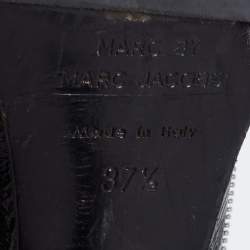 MARC BY
MARC JACOBS
Made in Italy
37½